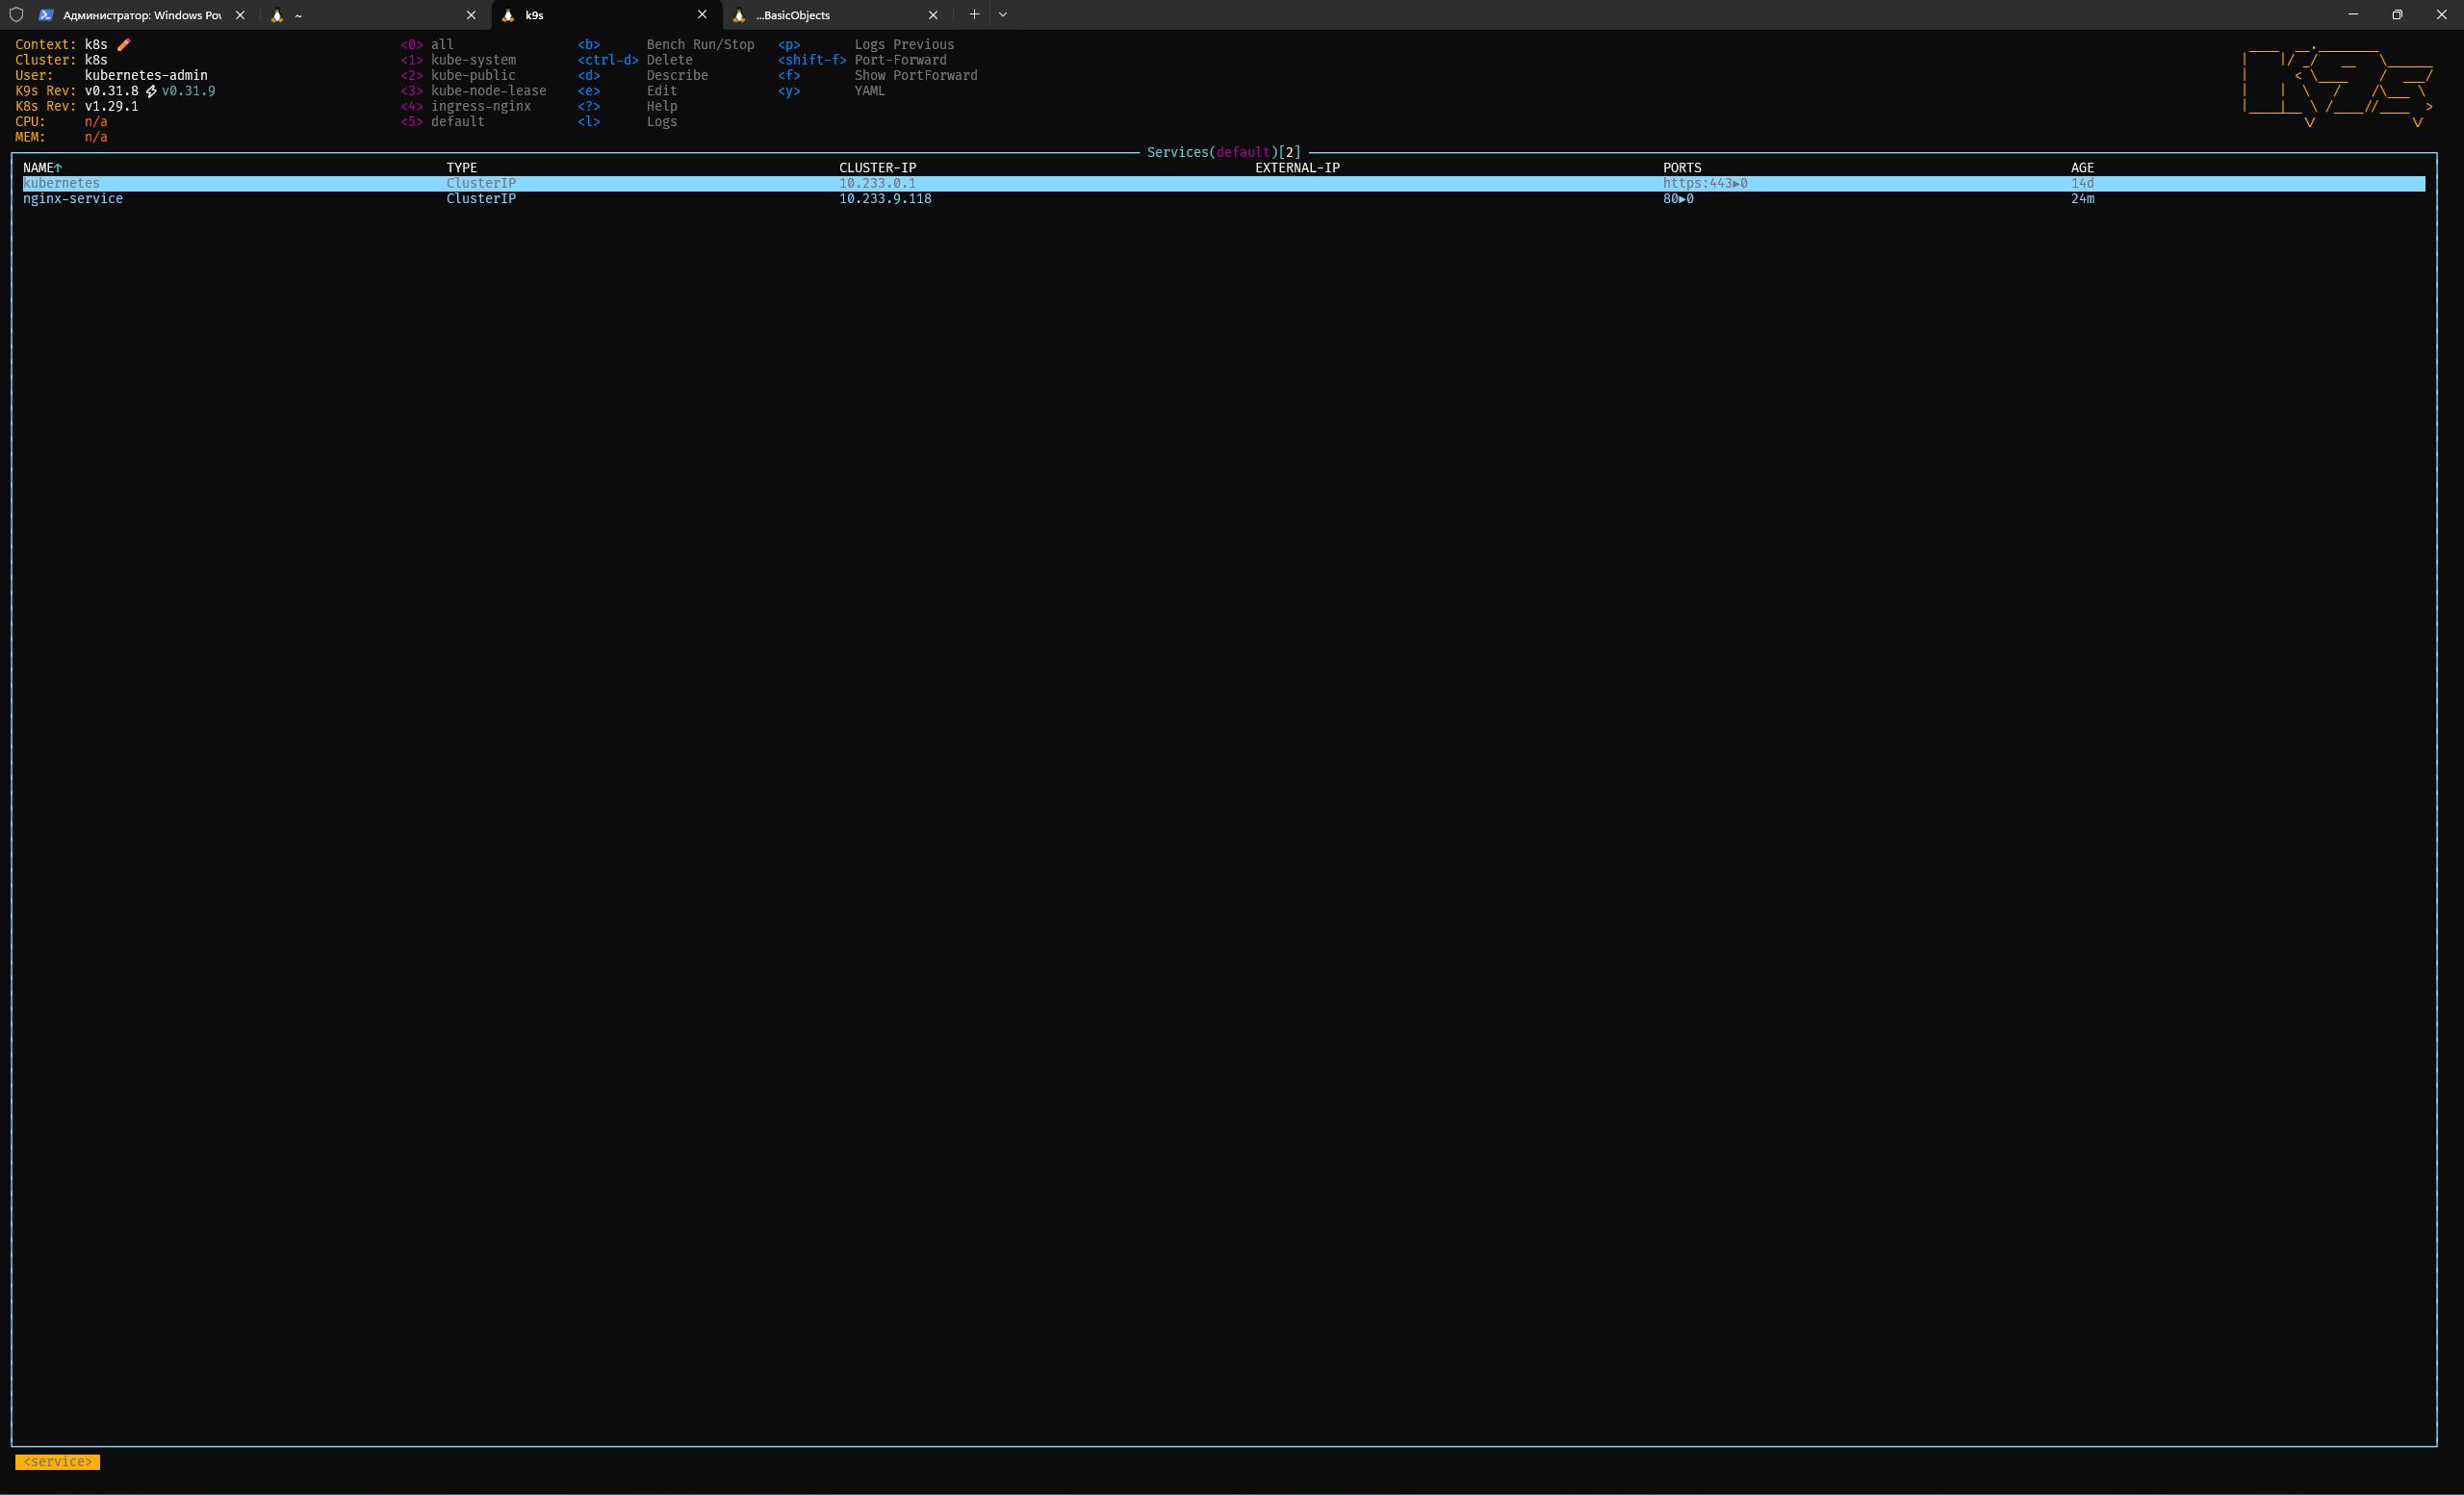 Администратор: Windows Pow
~
k9s
...BasicObjects
Context: k8s
Cluster: k8s
User: kubernetes-admin
K9s Rev: v0.31.8 ⚡ v0.31.9
K8s Rev: v1.29.1
CPU: n/a
MEM: n/a
<0> all
<1> kube-system
<2> kube-public
<3> kube-node-lease
<4> ingress-nginx
<5> default
<b> Bench Run/Stop
<ctrl-d> Delete
<d> Describe
<e> Edit
<?> Help
<l> Logs
<p> Logs Previous
<shift-f> Port-Forward
<f> Show PortForward
<y> YAML
Services(default)[2]
NAME↑ TYPE CLUSTER-IP EXTERNAL-IP PORTS AGE
kubernetes ClusterIP 10.233.0.1 https:443►0 14d
nginx-service ClusterIP 10.233.9.118 80►0 24m
<service>